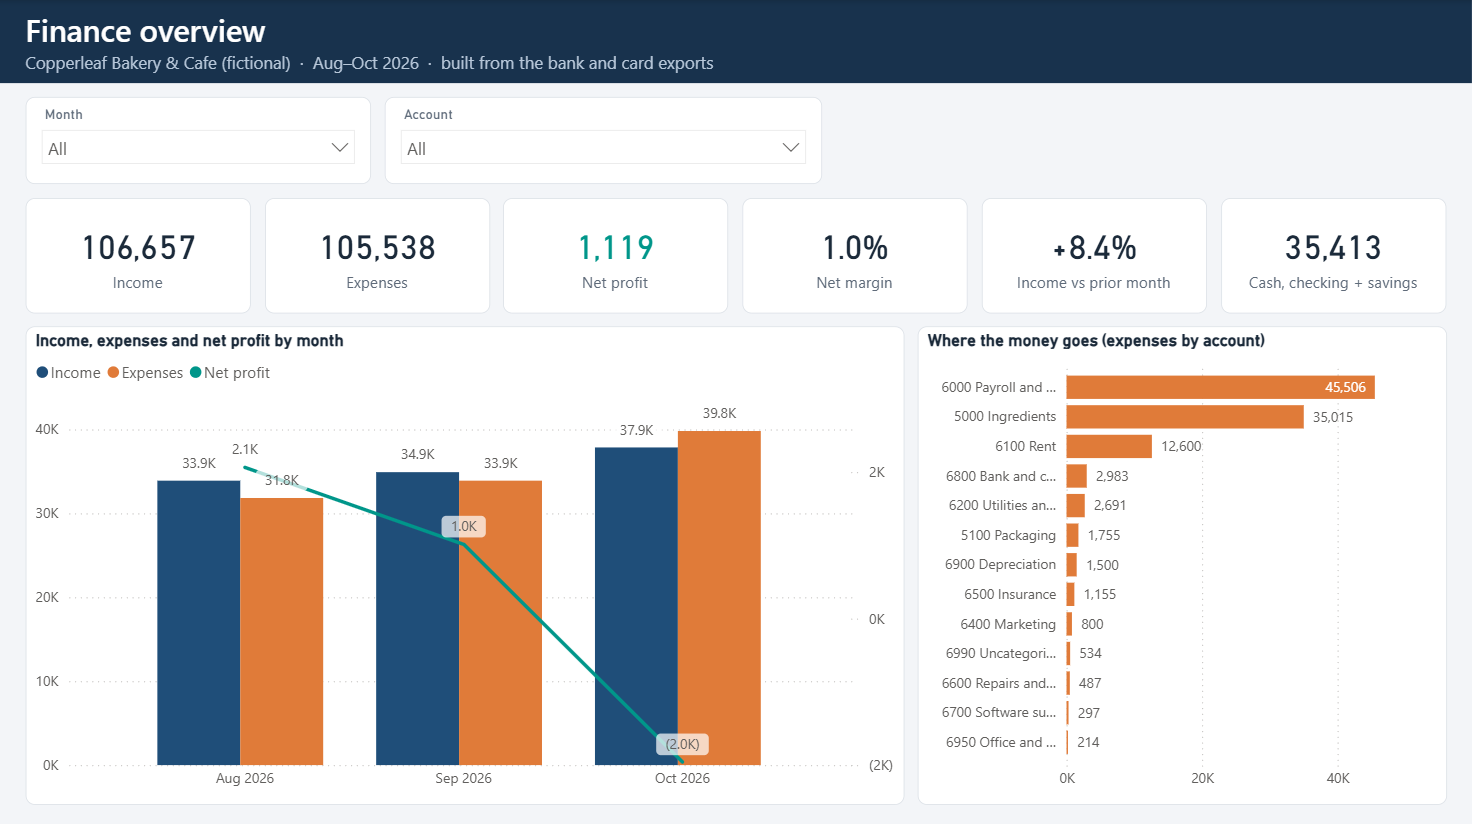 Finance overview
Copperleaf Bakery & Cafe (fictional) · Aug–Oct 2026 · built from the bank and card exports
Month
All
Account
All
106,657
Income
105,538
Expenses
1,119
Net profit
1.0%
Net margin
+8.4%
Income vs prior month
35,413
Cash, checking + savings
Income, expenses and net profit by month
Income Expenses Net profit
40K
30K
20K
10K
0K
33.9K
2.1K
31.8K
34.9K
33.9K
1.0K
37.9K
39.8K
(2.0K)
2K
0K
(2K)
Aug 2026
Sep 2026
Oct 2026
Where the money goes (expenses by account)
6000 Payroll and ... 45,506
5000 Ingredients 35,015
6100 Rent 12,600
6800 Bank and c... 2,983
6200 Utilities an... 2,691
5100 Packaging 1,755
6900 Depreciation 1,500
6500 Insurance 1,155
6400 Marketing 800
6990 Uncategori... 534
6600 Repairs and... 487
6700 Software su... 297
6950 Office and ... 214
0K 20K 40K